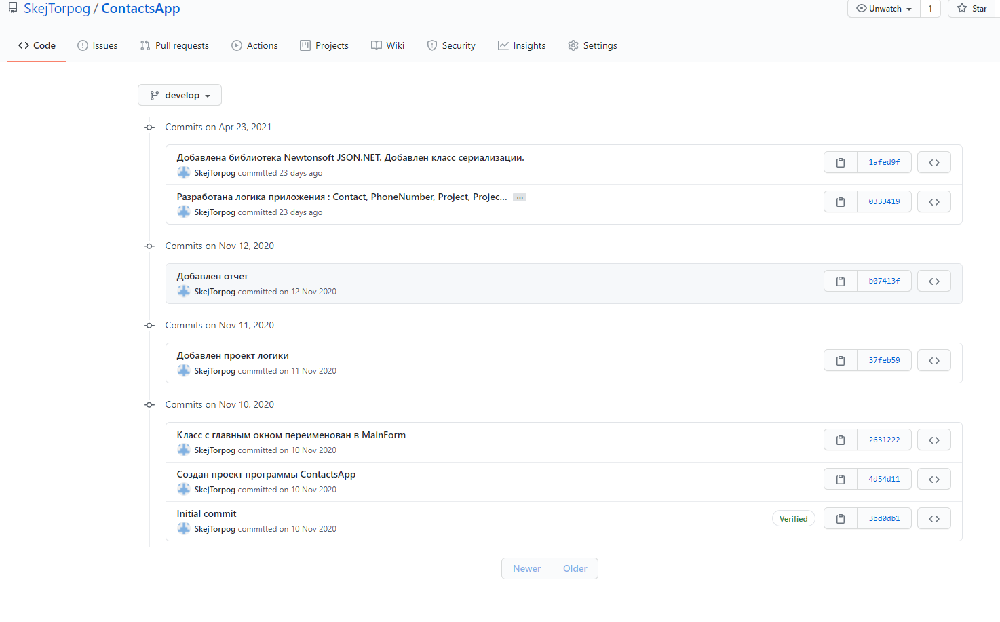 SkejTorpog / ContactsApp
Unwatch 1 Star
Code Issues Pull requests Actions Projects Wiki Security Insights Settings
develop
Commits on Apr 23, 2021
Добавлена библиотека Newtonsoft JSON.NET. Добавлен класс сериализации.
SkejTorpog committed 23 days ago
1afed9f
Разработана логика приложения : Contact, PhoneNumber, Project, Projec... ...
SkejTorpog committed 23 days ago
0333419
Commits on Nov 12, 2020
Добавлен отчет
SkejTorpog committed on 12 Nov 2020
b07413f
Commits on Nov 11, 2020
Добавлен проект логики
SkejTorpog committed on 11 Nov 2020
37feb59
Commits on Nov 10, 2020
Класс с главным окном переименован в MainForm
SkejTorpog committed on 10 Nov 2020
2631222
Создан проект программы ContactsApp
SkejTorpog committed on 10 Nov 2020
4d54d11
Initial commit
SkejTorpog committed on 10 Nov 2020
Verified 3bd0db1
Newer Older